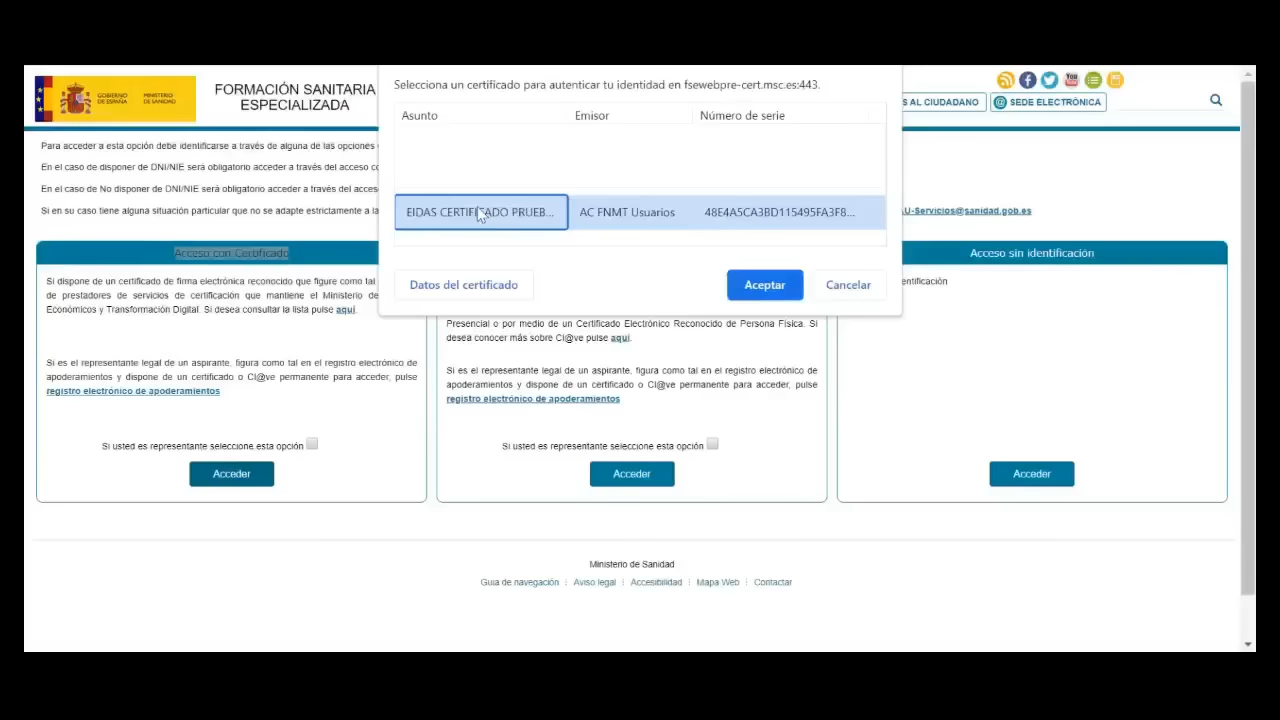 GOBIERNO
DE ESPAÑA
MINISTERIO
DE SANIDAD
FORMACIÓN SANITARIA
ESPECIALIZADA
Selecciona un certificado para autenticar tu identidad en fsewebpre-cert.msc.es:443.
Asunto Emisor Número de serie
EIDAS CERTIFICADO PRUEB... AC FNMT Usuarios 48E4A5CA3BD115495FA3F8...
Datos del certificado Aceptar Cancelar
You
S AL CIUDADANO @ SEDE ELECTRÓNICA
Para acceder a esta opción debe identificarse a través de alguna de las opciones
En el caso de disponer de DNI/NIE será obligatorio acceder a través del acceso
En el caso de No disponer de DNI/NIE será obligatorio acceder a través del acces
Si en su caso tiene alguna situación particular que no se adapte estrictamente a la
U-Servicios@sanidad.gob.es
Acceso con Certificado
Si dispone de un certificado de firma electrónica reconocido que figure como tal
de prestadores de servicios de certificación que mantiene el Ministerio de
Económicos y Transformación Digital. Si desea consultar la lista pulse aquí.
Si es el representante legal de un aspirante, figura como tal en el registro electrónico de
apoderamientos y dispone de un certificado o Cl@ve permanente para acceder, pulse
registro electrónico de apoderamientos
Si usted es representante seleccione esta opción
Acceder
Presencial o por medio de un Certificado Electrónico Reconocido de Persona Física. Si
desea conocer más sobre Cl@ve pulse aquí.
Si es el representante legal de un aspirante, figura como tal en el registro electrónico de
apoderamientos y dispone de un certificado o Cl@ve permanente para acceder, pulse
registro electrónico de apoderamientos
Si usted es representante seleccione esta opción
Acceder
Acceso sin identificación
entificación
Acceder
Ministerio de Sanidad
Guia de navegación Aviso legal Accesibilidad Mapa Web Contactar